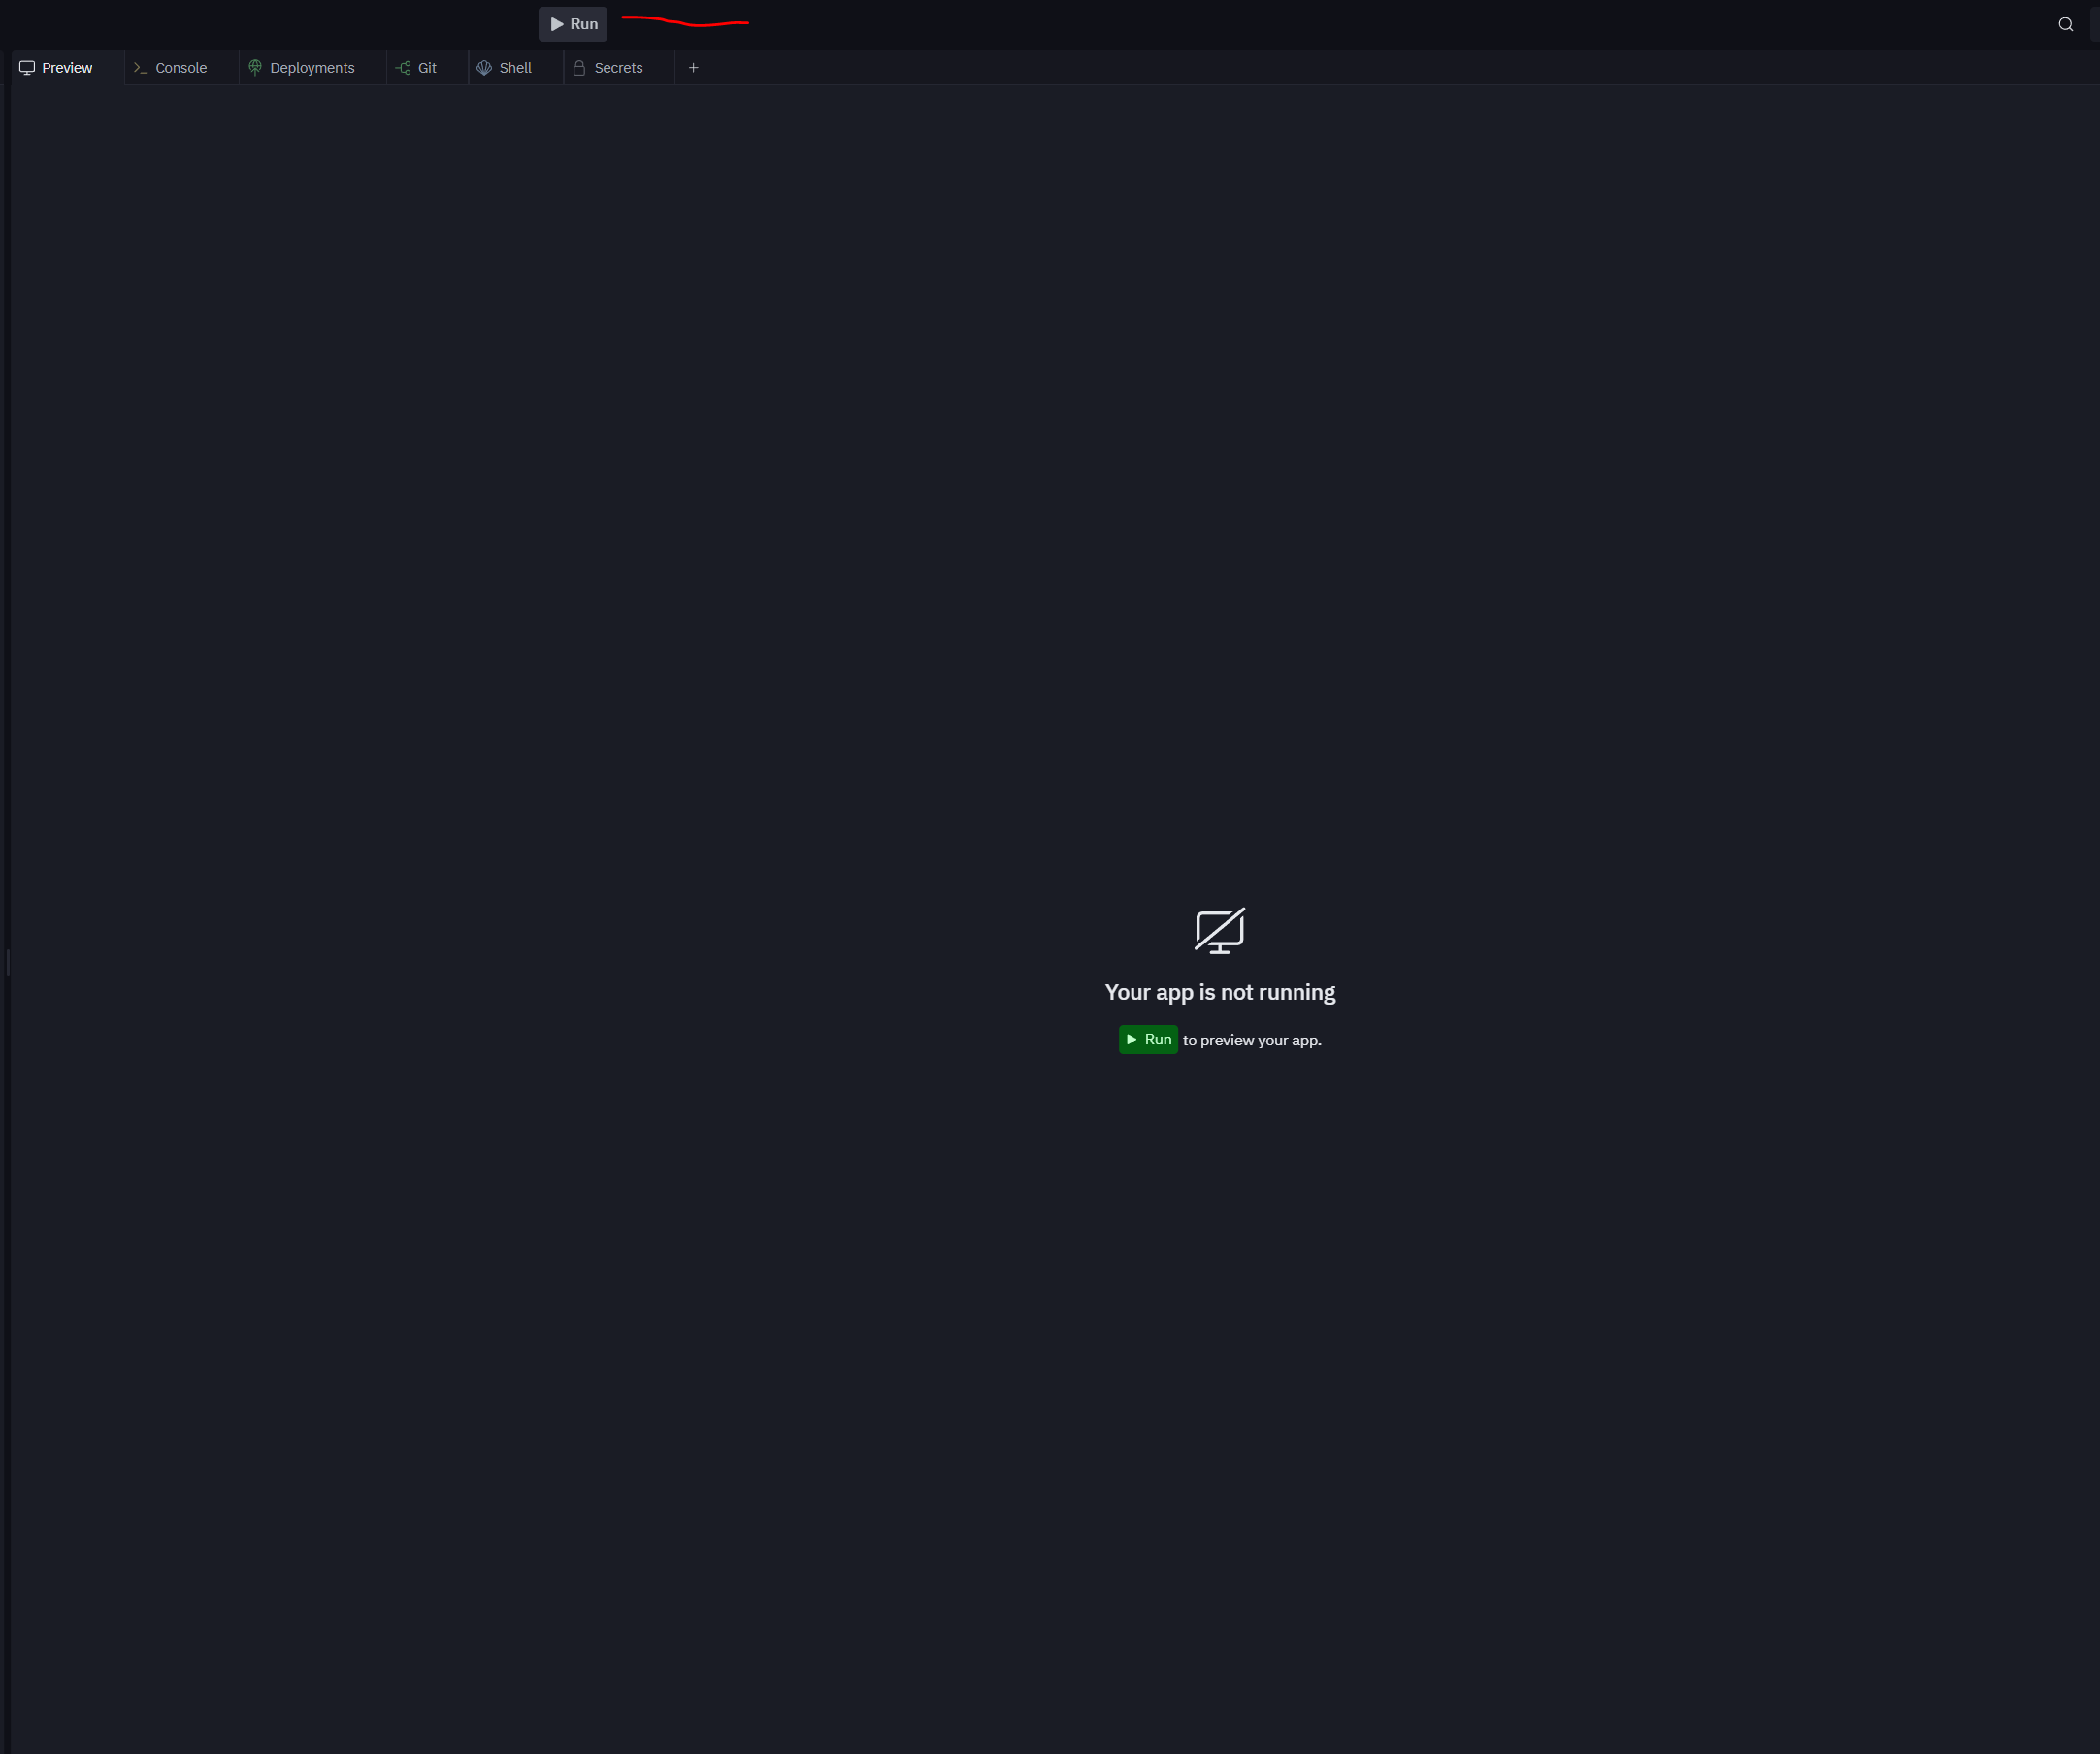 Run
Preview Console Deployments Git Shell Secrets +
Your app is not running
Run to preview your app.